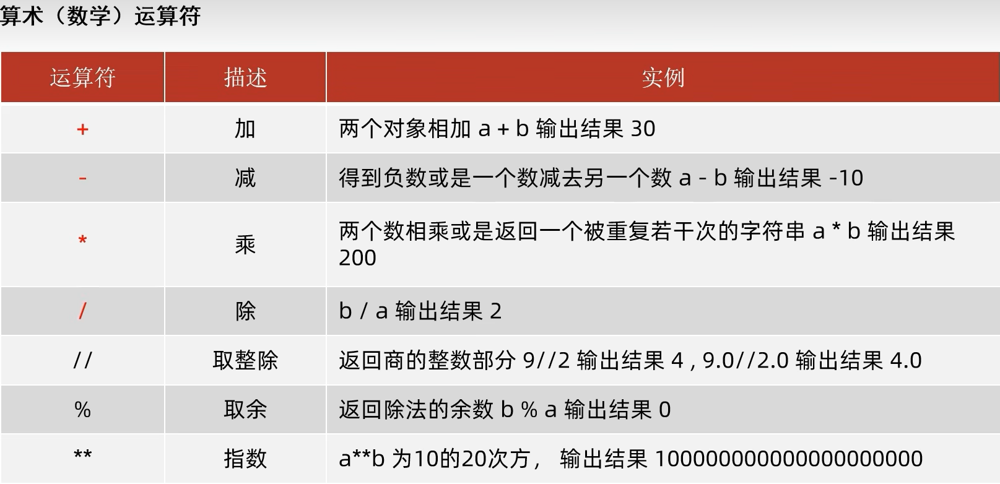 算术（数学）运算符
运算符 描述 实例
+ 加 两个对象相加 a + b 输出结果 30
- 减 得到负数或是一个数减去另一个数 a - b 输出结果 -10
* 乘 两个数相乘或是返回一个被重复若干次的字符串 a * b 输出结果
200
/ 除 b / a 输出结果 2
// 取整除 返回商的整数部分 9//2 输出结果 4 , 9.0//2.0 输出结果 4.0
% 取余 返回除法的余数 b % a 输出结果 0
** 指数 a**b 为10的20次方， 输出结果 100000000000000000000